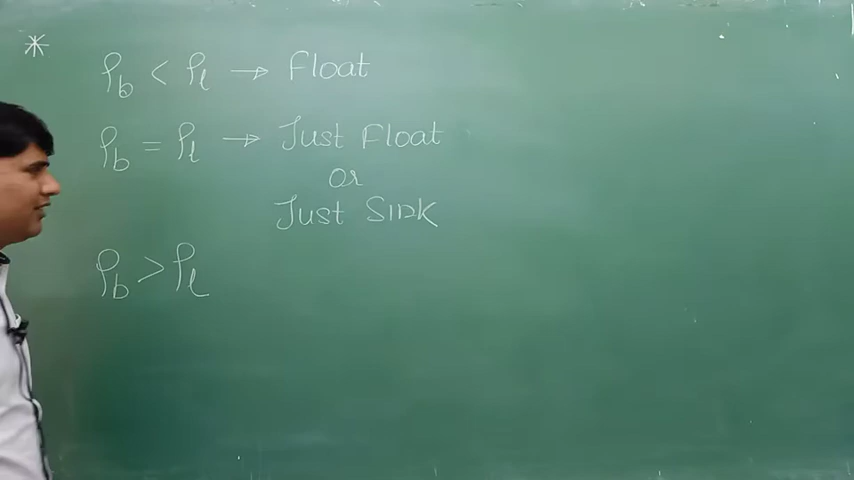 * ρb < ρl → Float
ρb = ρl → Just Float
or
Just Sink
ρb > ρl